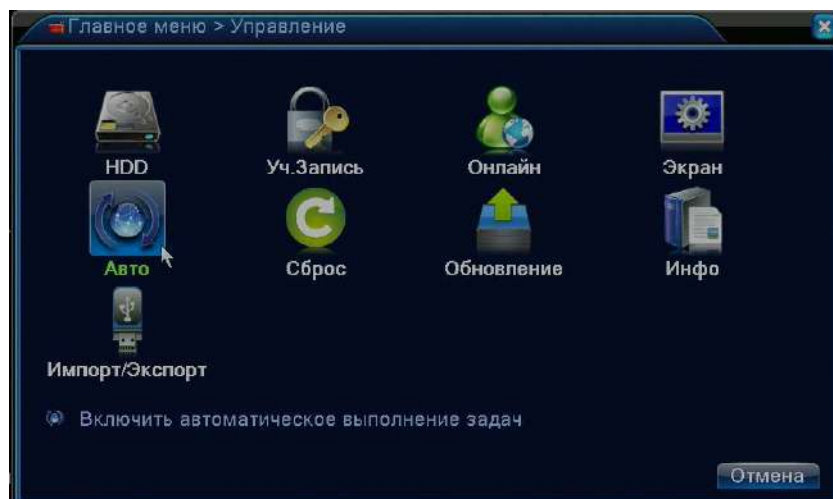 Главное меню > Управление
HDD
Уч.Запись
Онлайн
Экран
Авто
Сброс
Обновление
Инфо
Импорт/Экспорт
Включить автоматическое выполнение задач
Отмена